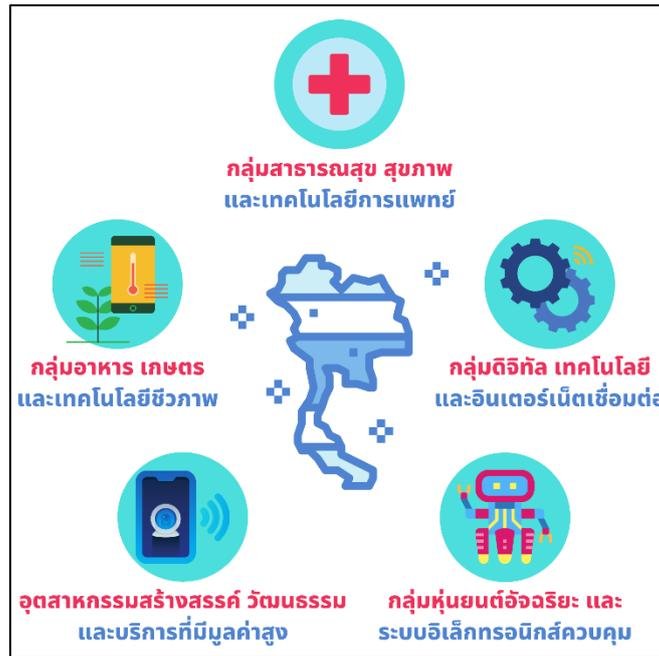 กลุ่มสาธารณสุข สุขภาพ
และเทคโนโลยีการแพทย์
กลุ่มอาหาร เกษตร
และเทคโนโลยีชีวภาพ
กลุ่มดิจิทัล เทคโนโลยี
และอินเตอร์เน็ตเชื่อมต่อ
อุตสาหกรรมสร้างสรรค์ วัฒนธรรม
และบริการที่มีมูลค่าสูง
กลุ่มหุ่นยนต์อัจฉริยะ และ
ระบบอิเล็กทรอนิกส์ควบคุม